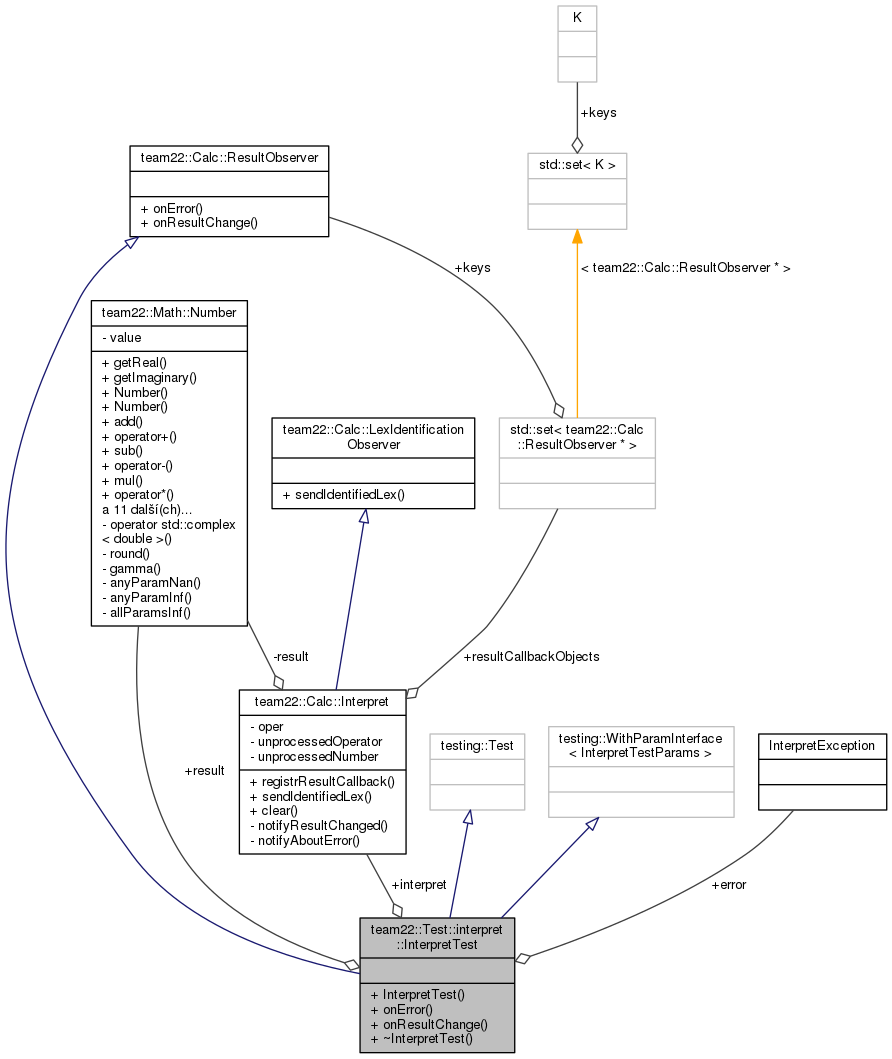 K
+keys
team22::Calc::ResultObserver
+ onError()
+ onResultChange()
std::set< K >
+keys
< team22::Calc::ResultObserver * >
team22::Math::Number
- value
+ getReal()
+ getImaginary()
+ Number()
+ Number()
+ add()
+ operator+()
+ sub()
+ operator-()
+ mul()
+ operator*()
a 11 další(ch)...
- operator std::complex
< double >()
- round()
- gamma()
- anyParamNan()
- anyParamInf()
- allParamsInf()
team22::Calc::LexIdentification
Observer
+ sendIdentifiedLex()
std::set< team22::Calc
::ResultObserver * >
-result
+resultCallbackObjects
team22::Calc::Interpret
- oper
- unprocessedOperator
- unprocessedNumber
+ registrResultCallback()
+ sendIdentifiedLex()
+ clear()
- notifyResultChanged()
- notifyAboutError()
testing::Test
testing::WithParamInterface
< InterpretTestParams >
InterpretException
+result
+interpret
+error
team22::Test::interpret
::InterpretTest
+ InterpretTest()
+ onError()
+ onResultChange()
+ ~InterpretTest()